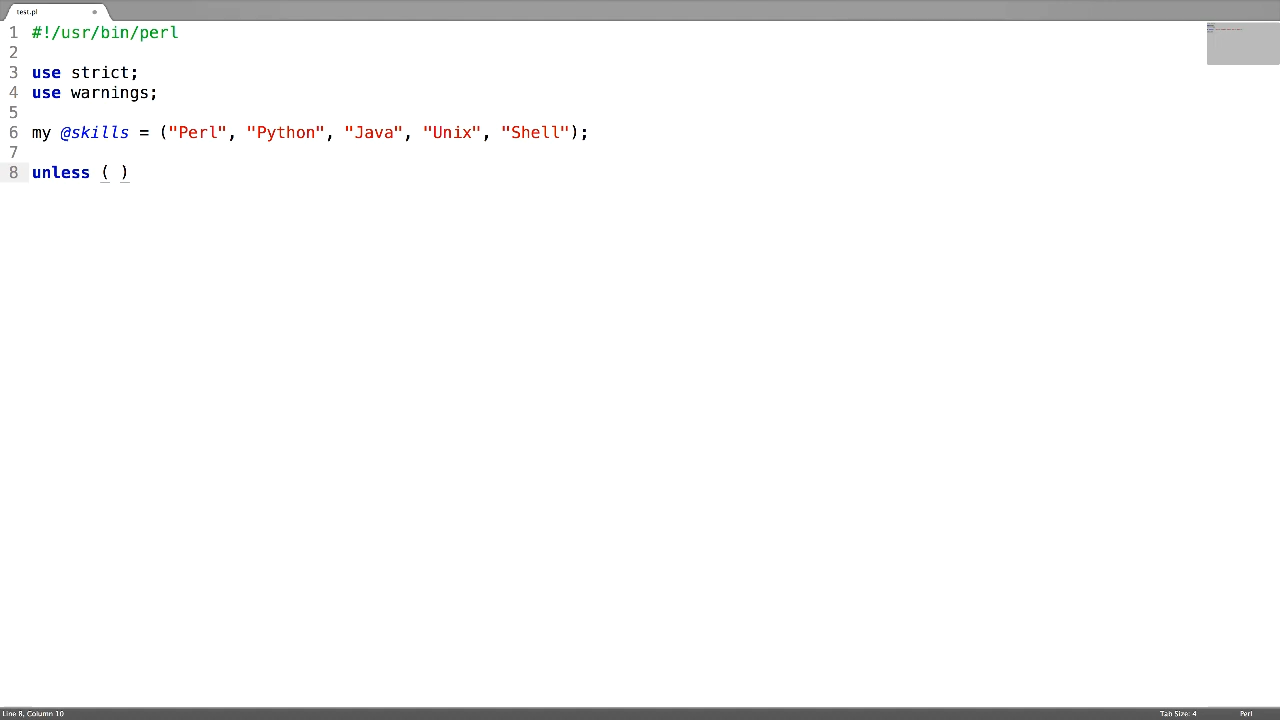 test.pl
1 #!/usr/bin/perl
2
3 use strict;
4 use warnings;
5
6 my @skills = ("Perl", "Python", "Java", "Unix", "Shell");
7
8 unless ( )
Line 8, Column 10 Tab Size: 4 Perl